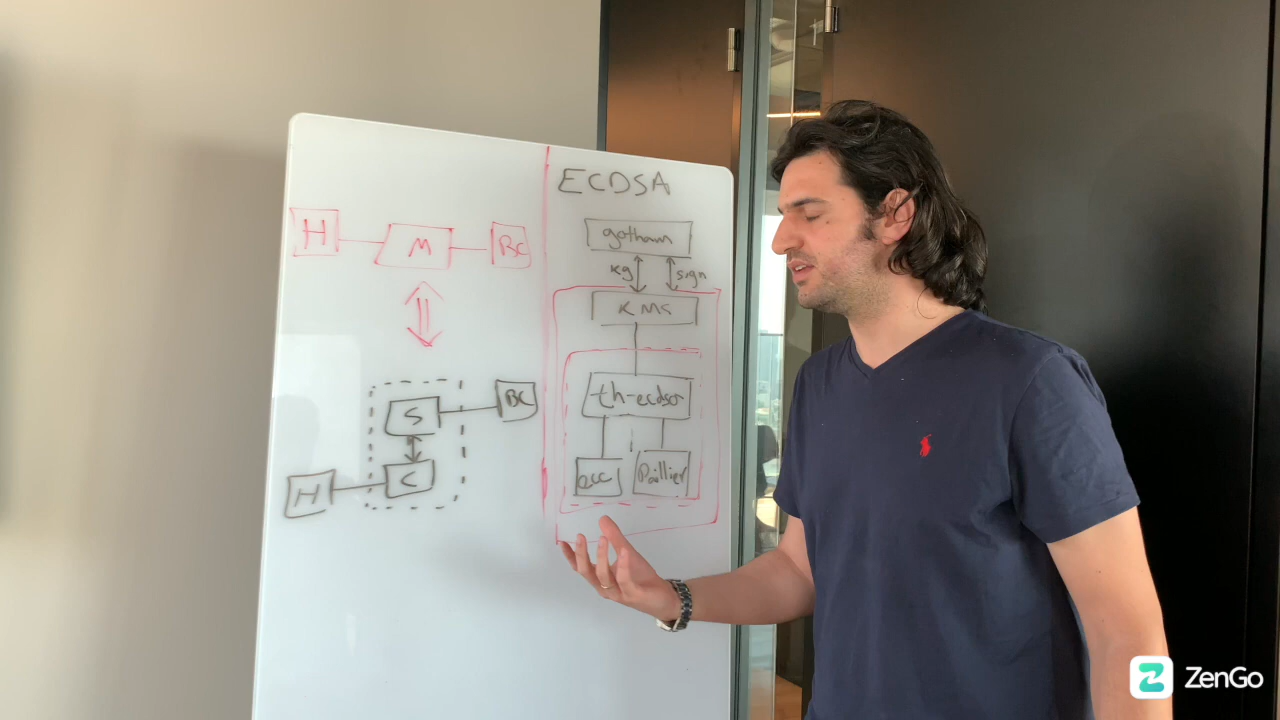 H
M
BC
S
C
BC
H
ECDSA
gotham
kg
sign
KMS
th-ecdsa
ecc
Paillier
ZenGo